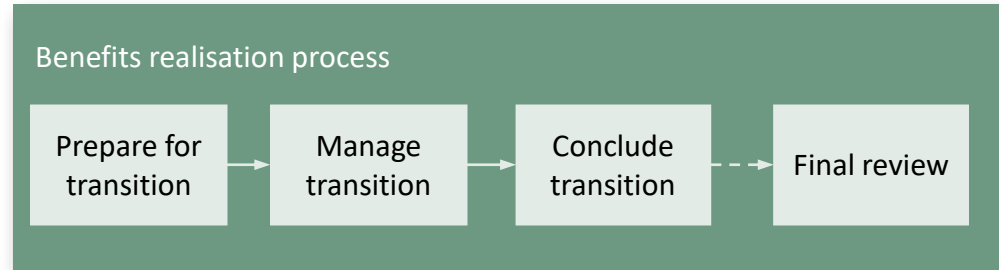 Benefits realisation process
Prepare for
transition
Manage
transition
Conclude
transition
Final review